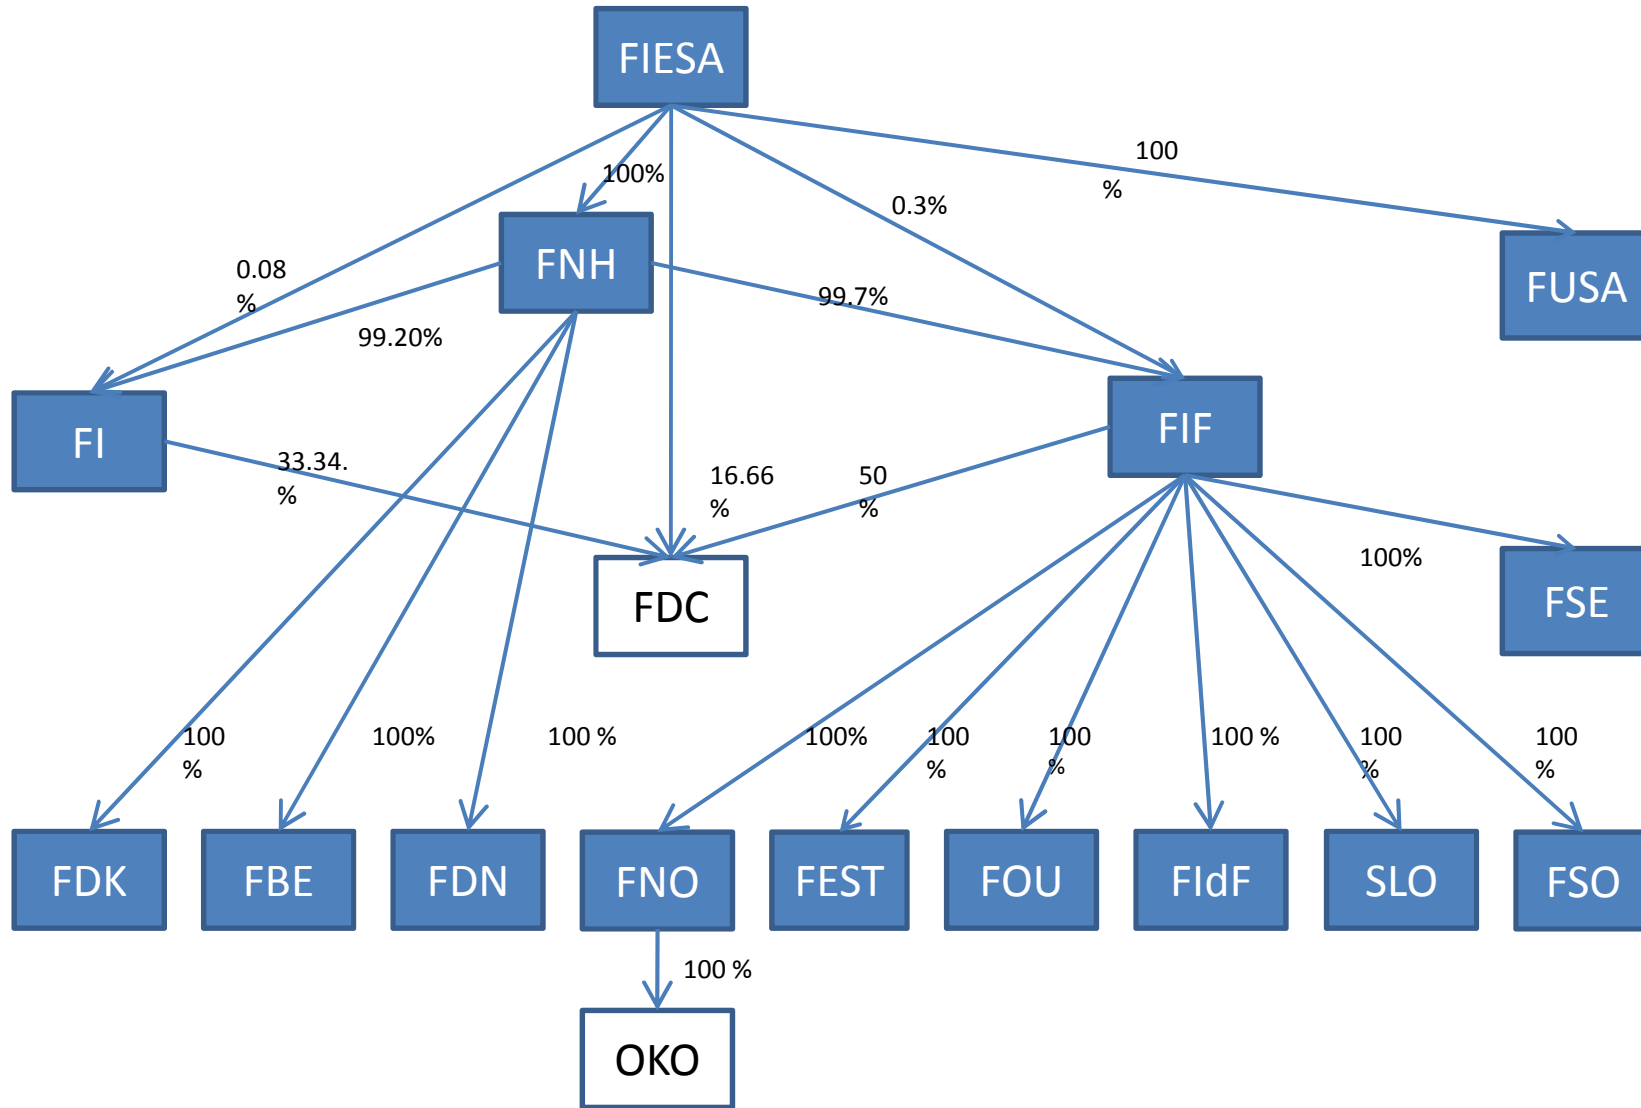 FIESA
100
%
100%
0.3%
0.08
%
FNH
FUSA
99.7%
99.20%
FI
FIF
33.34.
%
16.66
%
50
%
100%
FDC
FSE
100
%
100%
100 %
100%
100
%
100
%
100 %
100
%
100
%
FDK
FBE
FDN
FNO
FEST
FOU
FIdF
SLO
FSO
100 %
OKO